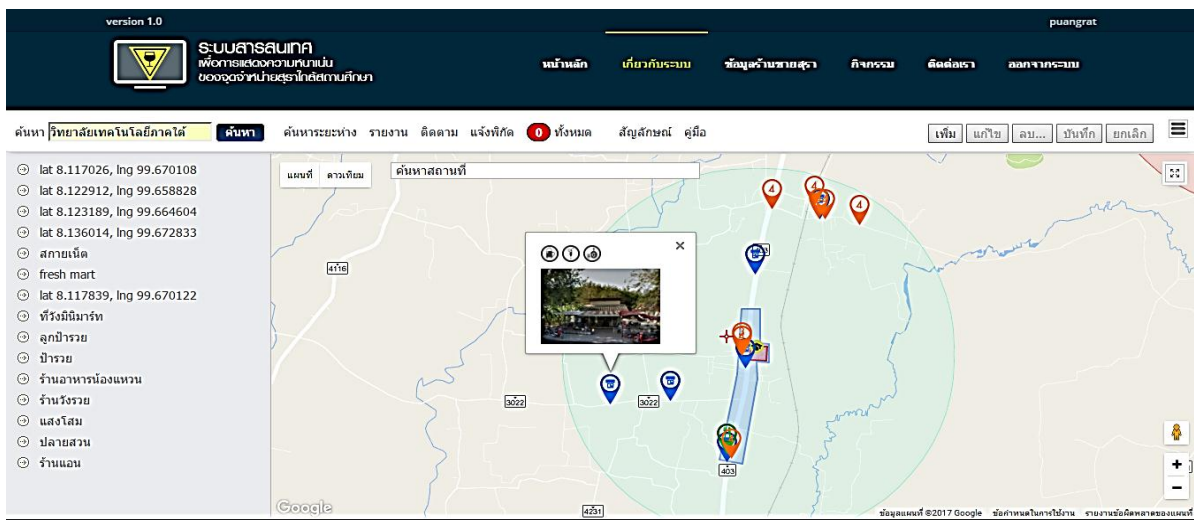 version 1.0 puangrat
ระบบสารสนเทศ
เพื่อการแสดงความหนาแน่น
ของจุดจำหน่ายสุราใกล้สถานศึกษา
หน้าหลัก เกี่ยวกับระบบ ข้อมูลร้านขายสุรา กิจกรรม ติดต่อเรา ออกจากระบบ
ค้นหา วิทยาลัยเทคโนโลยีภาคใต้ ค้นหา ค้นหาระยะห่าง รายงาน ติดตาม แจ้งพิกัด 0 ทั้งหมด สัญลักษณ์ คู่มือ เพิ่ม แก้ไข ลบ... บันทึก ยกเลิก
lat 8.117026, lng 99.670108
lat 8.122912, lng 99.658828
lat 8.123189, lng 99.664604
lat 8.136014, lng 99.672833
สกายเน็ต
fresh mart
lat 8.117839, lng 99.670122
ที่วังมินิมาร์ท
ลูกป้ารวย
ป้ารวย
ร้านอาหารน้องแหวน
ร้านวังรวย
แสงโสม
ปลายสวน
ร้านแอน
แผนที่ ดาวเทียม ค้นหาสถานที่
4 4 4
4116
3022 3022
403
4231
Google
ข้อมูลแผนที่ ©2017 Google ข้อกำหนดในการใช้งาน รายงานข้อผิดพลาดของแผนที่